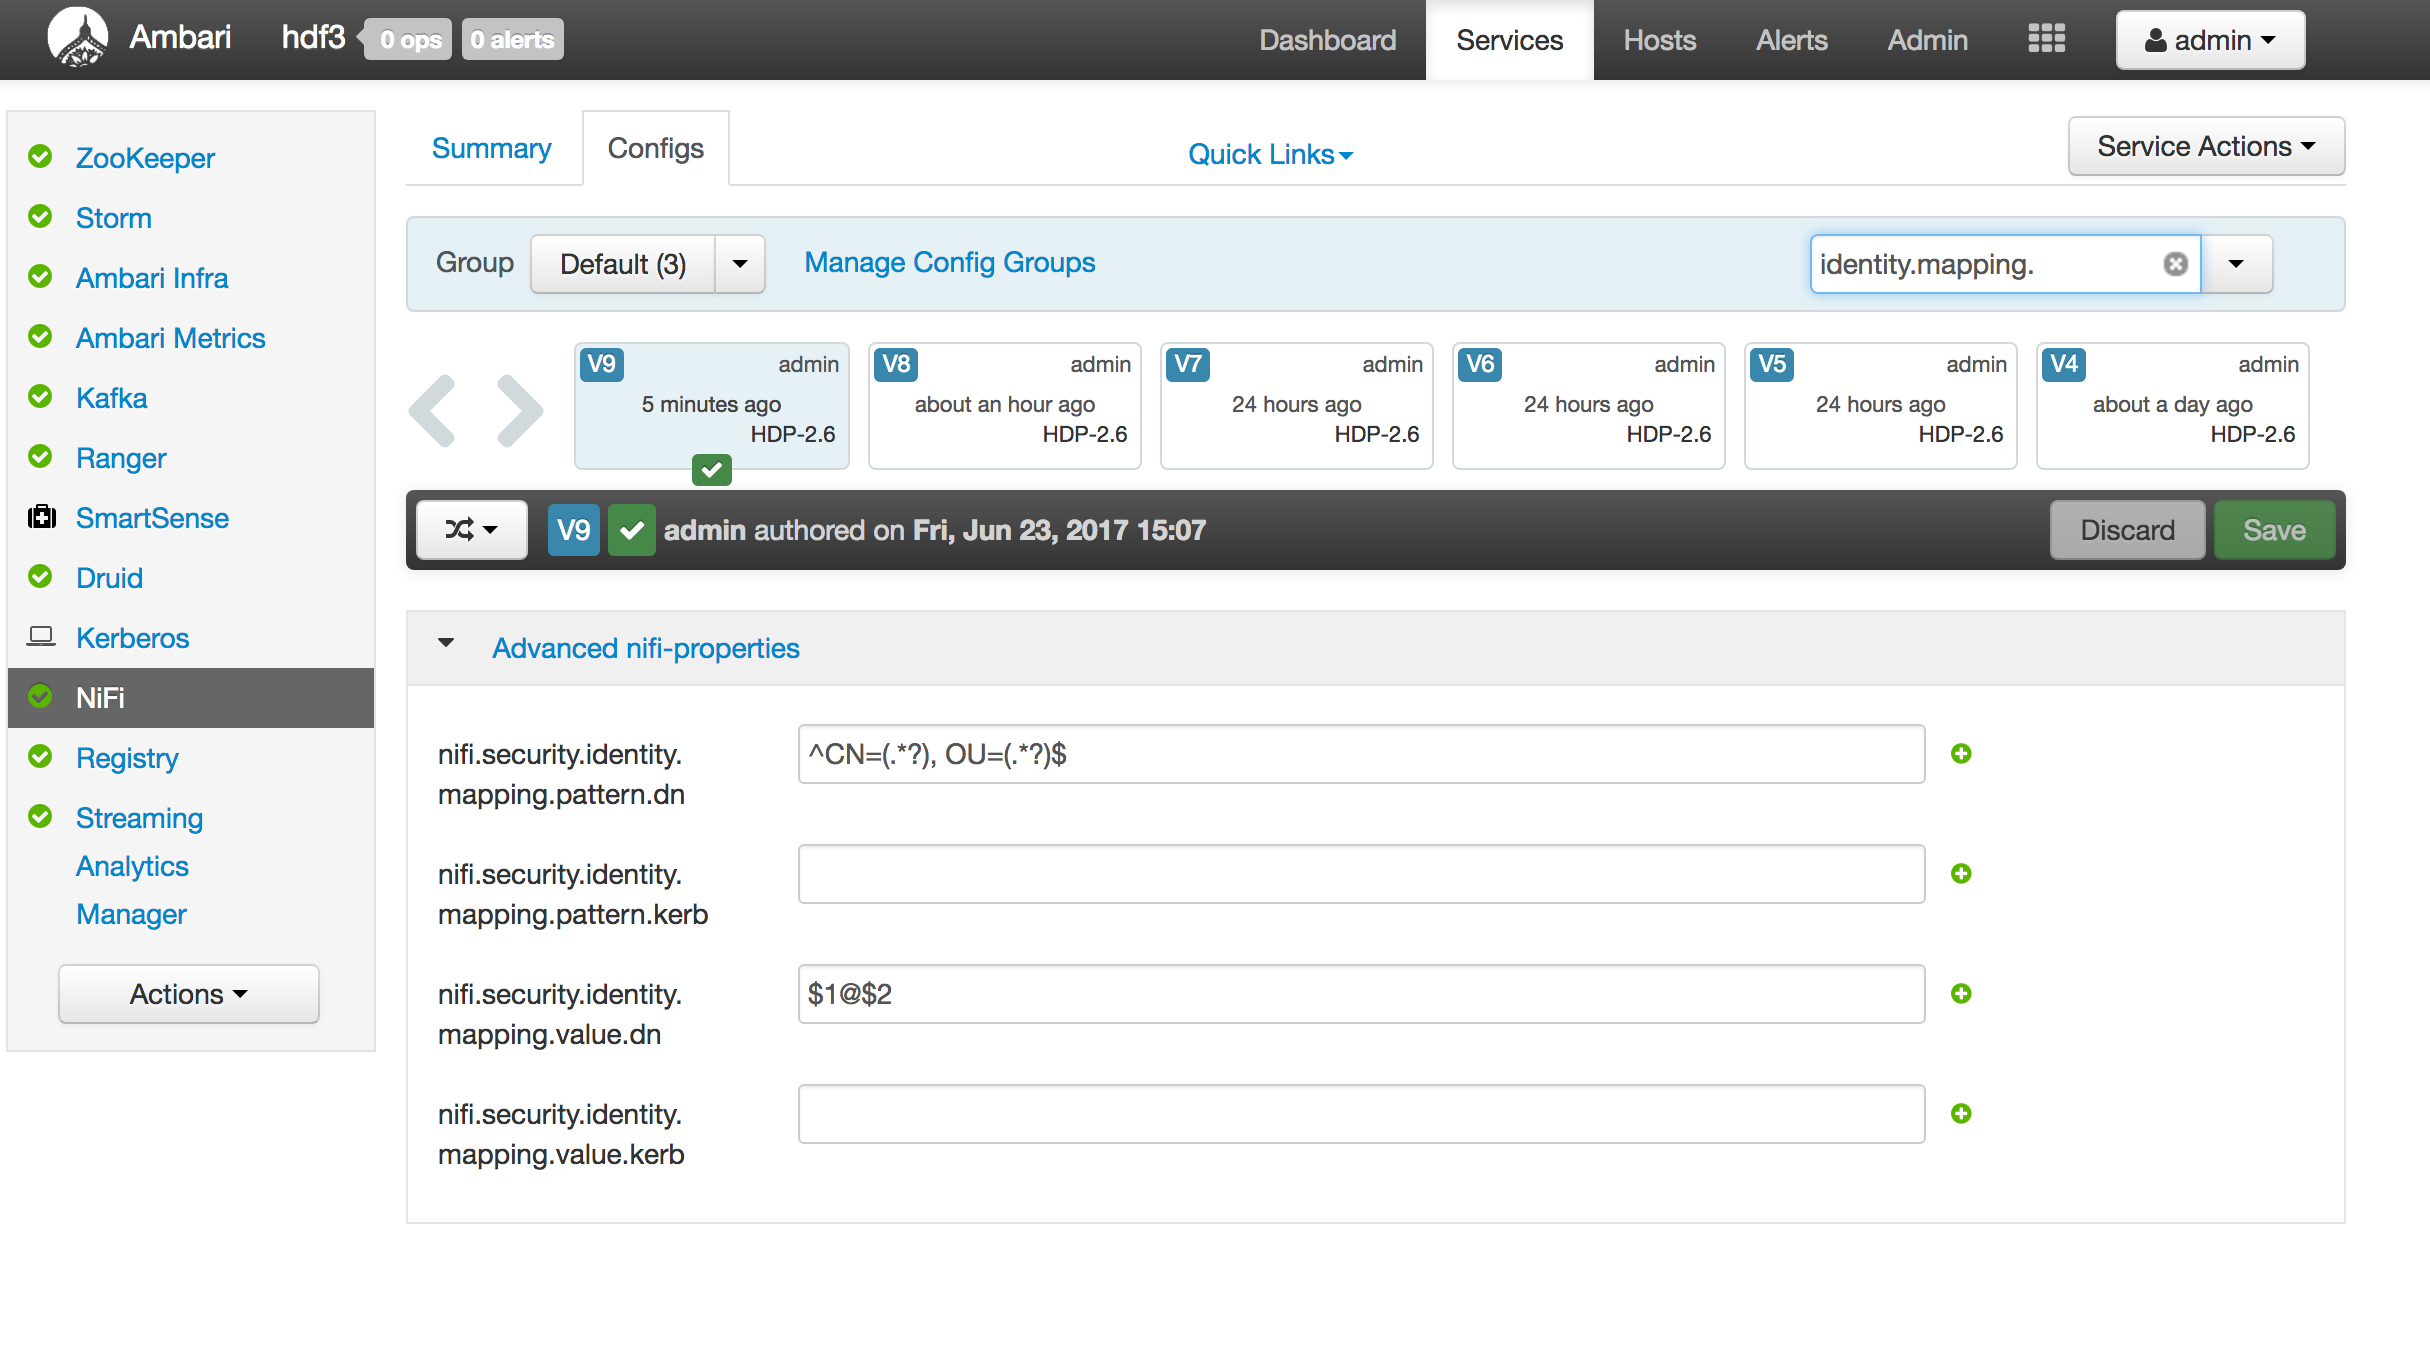 Ambari hdf3 0 ops 0 alerts Dashboard Services Hosts Alerts Admin admin
ZooKeeper
Storm
Ambari Infra
Ambari Metrics
Kafka
Ranger
SmartSense
Druid
Kerberos
NiFi
Registry
Streaming
Analytics
Manager
Actions
Summary Configs Quick Links Service Actions
Group Default (3) Manage Config Groups identity.mapping.
V9 admin
5 minutes ago
HDP-2.6
V8 admin
about an hour ago
HDP-2.6
V7 admin
24 hours ago
HDP-2.6
V6 admin
24 hours ago
HDP-2.6
V5 admin
24 hours ago
HDP-2.6
V4 admin
about a day ago
HDP-2.6
V9 admin authored on Fri, Jun 23, 2017 15:07 Discard Save
Advanced nifi-properties
nifi.security.identity.
mapping.pattern.dn
^CN=(.*?), OU=(.*?)$
nifi.security.identity.
mapping.pattern.kerb
nifi.security.identity.
mapping.value.dn
$1@$2
nifi.security.identity.
mapping.value.kerb